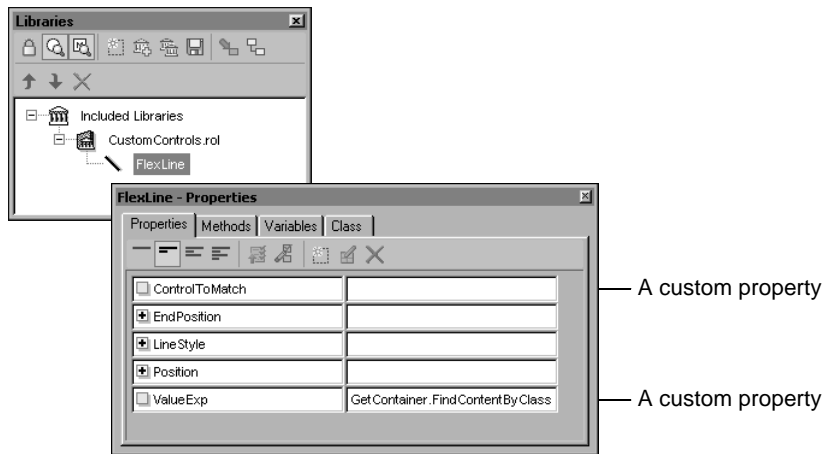 Libraries
Included Libraries
CustomControls.rol
FlexLine
FlexLine - Properties
Properties Methods Variables Class
ControlToMatch
A custom property
EndPosition
LineStyle
Position
ValueExp GetContainer.FindContentByClass
A custom property